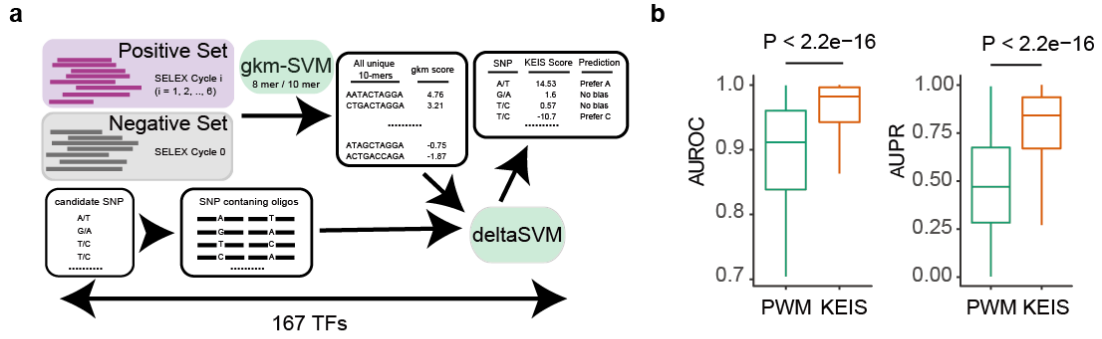 a
Positive Set
SELEX Cycle i
(i = 1, 2, .., 6)
Negative Set
SELEX Cycle 0
gkm-SVM
8 mer / 10 mer
All unique
10-mers
gkm score
AATACTAGGA 4.76
CTGACTAGGA 3.21
..........
ATAGCTAGGA -0.75
ACTGACCAGA -1.87
SNP KEIS Score Prediction
A/T 14.53 Prefer A
G/A 1.6 No bias
T/C 0.57 No bias
T/C -10.7 Prefer C
..........
candidate SNP
A/T
G/A
T/C
T/C
..........
SNP contaning oligos
A T
G A
T C
C A
..........
deltaSVM
167 TFs
b
P < 2.2e−16
AUROC
1.0
0.9
0.8
0.7
PWM KEIS
P < 2.2e−16
AUPR
1.00
0.75
0.50
0.25
0.00
PWM KEIS